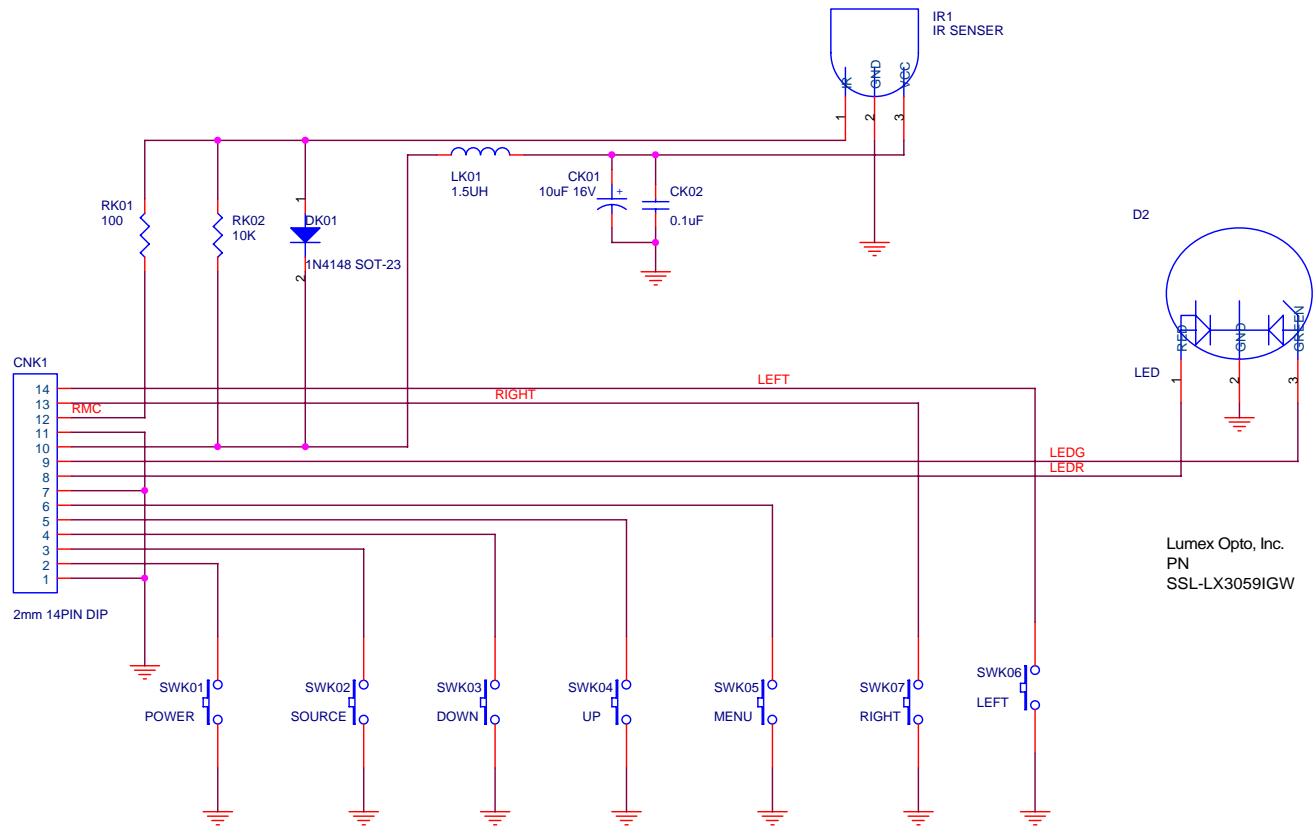 IR1
IR SENSER
IR
GND
VCC
1
2
3
LK01
1.5UH
CK01
10uF 16V
+
CK02
0.1uF
RK01
100
RK02
10K
1
DK01
1N4148 SOT-23
2
D2
RED
GND
GREEN
LED
1
2
3
CNK1
14
13
12
11
10
9
8
7
6
5
4
3
2
1
RMC
LEFT
RIGHT
LEDG
LEDR
2mm 14PIN DIP
Lumex Opto, Inc.
PN
SSL-LX3059IGW
SWK01
POWER
SWK02
SOURCE
SWK03
DOWN
SWK04
UP
SWK05
MENU
SWK07
RIGHT
SWK06
LEFT